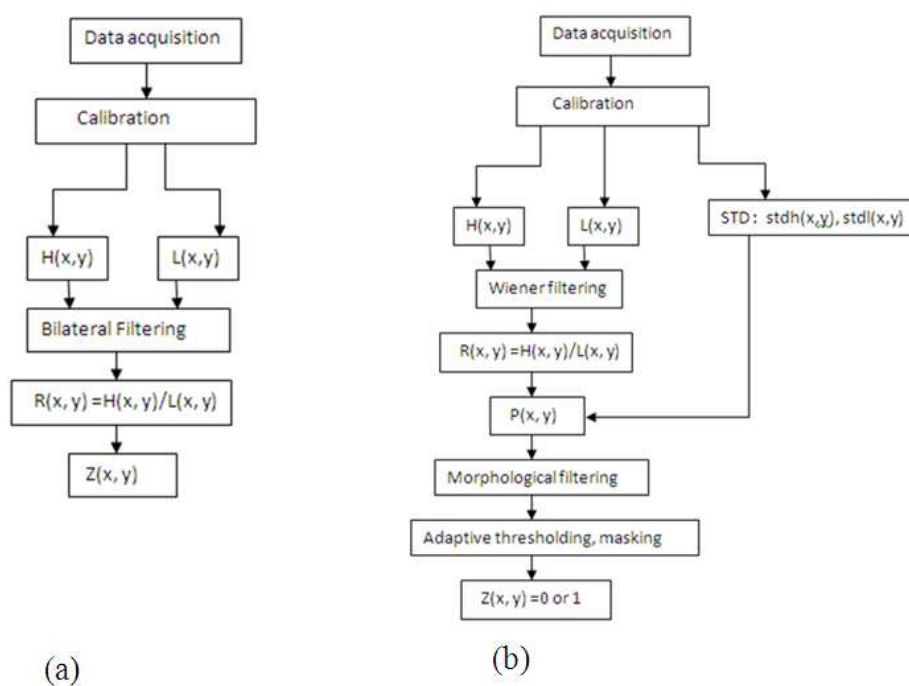 Data acquisition
Calibration
H(x,y)
L(x,y)
Bilateral Filtering
R(x, y) =H(x, y)/L(x, y)
Z(x, y)
(a)
Data acquisition
Calibration
H(x,y)
L(x,y)
STD: stdh(x,y), stdl(x,y)
Wiener filtering
R(x, y) =H(x, y)/L(x, y)
P(x, y)
Morphological filtering
Adaptive thresholding, masking
Z(x, y) =0 or 1
(b)